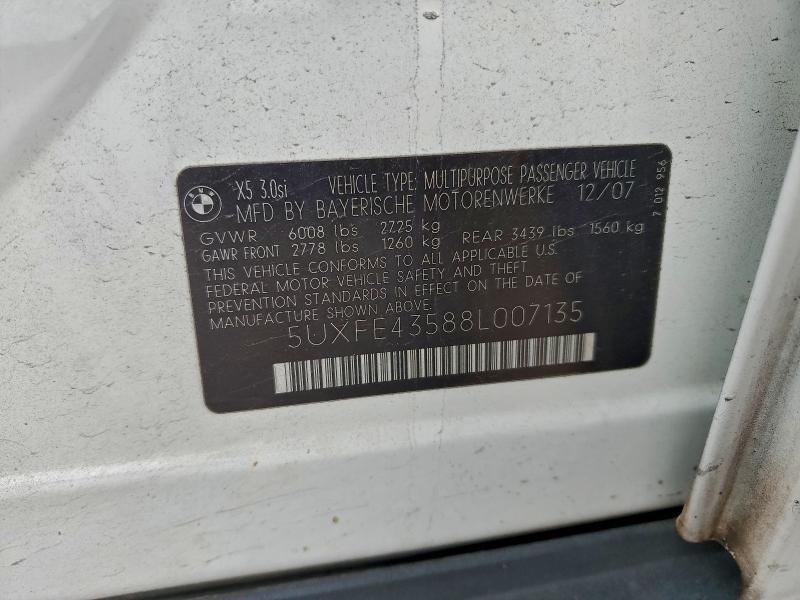 BMW
X5 3.0si VEHICLE TYPE: MULTIPURPOSE PASSENGER VEHICLE
MFD BY BAYERISCHE MOTORENWERKE 12/07
GVWR 6008 lbs 2725 kg
GAWR FRONT 2778 lbs 1260 kg REAR 3439 lbs 1560 kg
THIS VEHICLE CONFORMS TO ALL APPLICABLE U.S.
FEDERAL MOTOR VEHICLE SAFETY AND THEFT
PREVENTION STANDARDS IN EFFECT ON THE DATE OF
MANUFACTURE SHOWN ABOVE.
5UXFE43588L007135
7 012 956